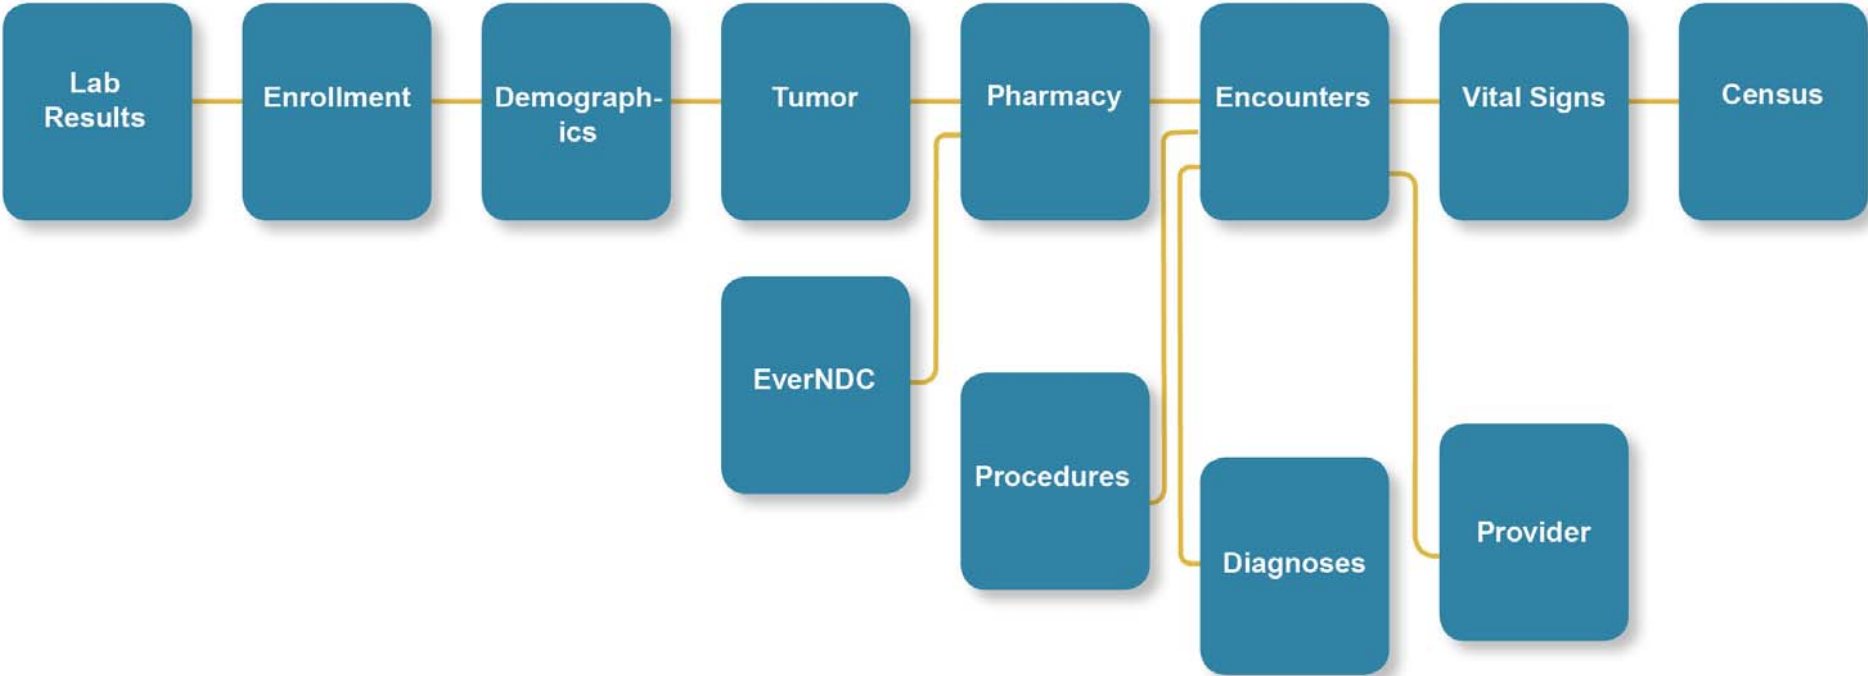 Lab
Results
Enrollment
Demograph-
ics
Tumor
Pharmacy
Encounters
Vital Signs
Census
EverNDC
Procedures
Diagnoses
Provider